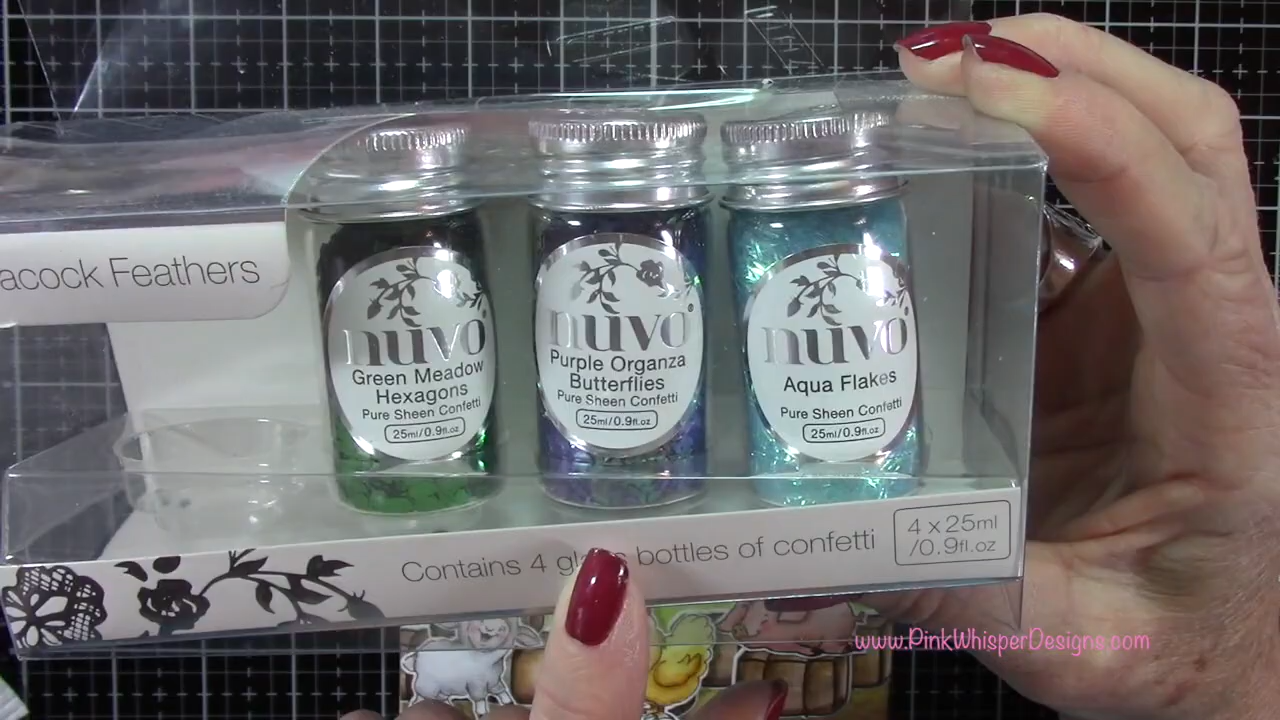 acock Feathers
nuvo
Green Meadow
Hexagons
Pure Sheen Confetti
25ml/0.9fl.oz
nuvo
Purple Organza
Butterflies
Pure Sheen Confetti
25ml/0.9fl.oz
nuvo
Aqua Flakes
Pure Sheen Confetti
25ml/0.9fl.oz
Contains 4 glass bottles of confetti
4 x 25ml
/0.9fl.oz
www.PinkWhisperDesigns.com